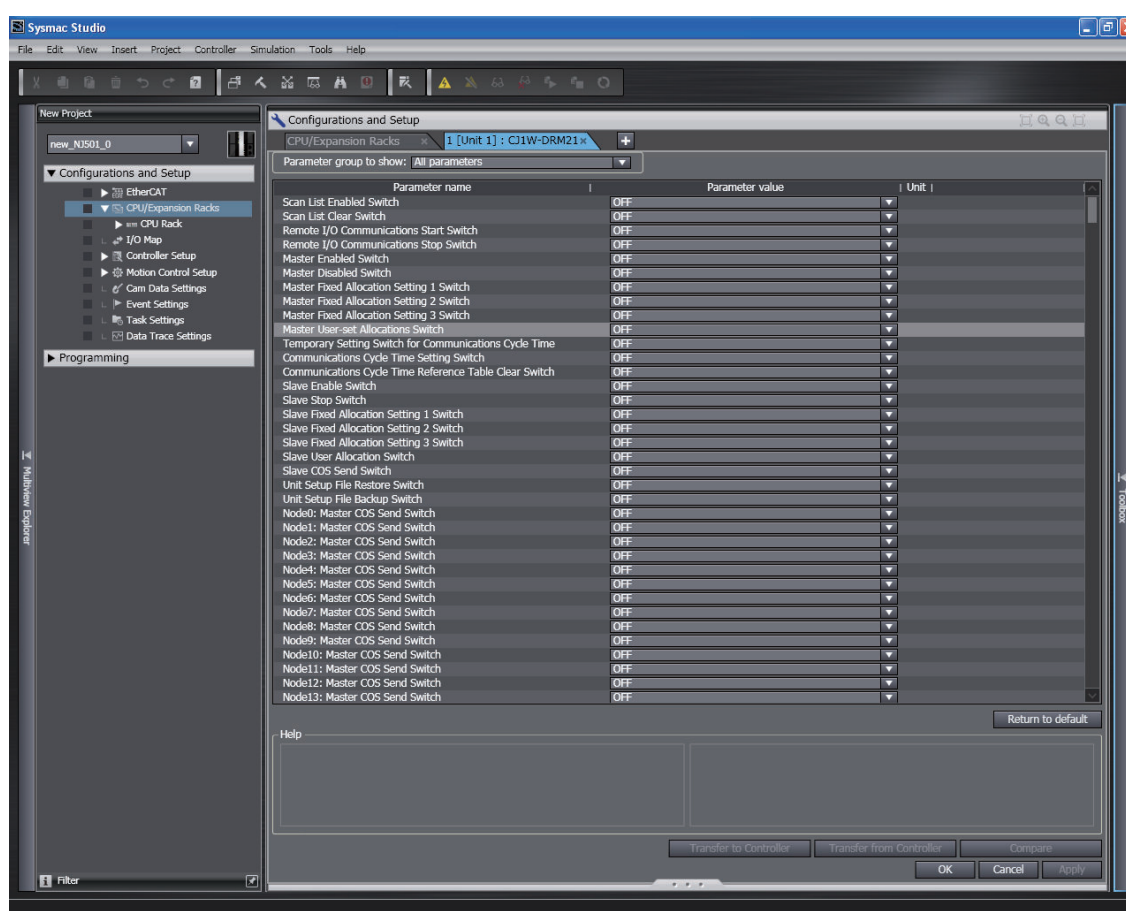 Sysmac Studio
File Edit View Insert Project Controller Simulation Tools Help
New Project
new_NJ501_0
Configurations and Setup
EtherCAT
CPU/Expansion Racks
CPU Rack
I/O Map
Controller Setup
Motion Control Setup
Cam Data Settings
Event Settings
Task Settings
Data Trace Settings
Programming
Multiview Explorer
Filter
Configurations and Setup
CPU/Expansion Racks 1 [Unit 1] : CJ1W-DRM21
Parameter group to show: All parameters
Parameter name Parameter value Unit
Scan List Enabled Switch OFF
Scan List Clear Switch OFF
Remote I/O Communications Start Switch OFF
Remote I/O Communications Stop Switch OFF
Master Enabled Switch OFF
Master Disabled Switch OFF
Master Fixed Allocation Setting 1 Switch OFF
Master Fixed Allocation Setting 2 Switch OFF
Master Fixed Allocation Setting 3 Switch OFF
Master User-set Allocations Switch OFF
Temporary Setting Switch for Communications Cycle Time OFF
Communications Cycle Time Setting Switch OFF
Communications Cycle Time Reference Table Clear Switch OFF
Slave Enable Switch OFF
Slave Stop Switch OFF
Slave Fixed Allocation Setting 1 Switch OFF
Slave Fixed Allocation Setting 2 Switch OFF
Slave Fixed Allocation Setting 3 Switch OFF
Slave User Allocation Switch OFF
Slave COS Send Switch OFF
Unit Setup File Restore Switch OFF
Unit Setup File Backup Switch OFF
Node0: Master COS Send Switch OFF
Node1: Master COS Send Switch OFF
Node2: Master COS Send Switch OFF
Node3: Master COS Send Switch OFF
Node4: Master COS Send Switch OFF
Node5: Master COS Send Switch OFF
Node6: Master COS Send Switch OFF
Node7: Master COS Send Switch OFF
Node8: Master COS Send Switch OFF
Node9: Master COS Send Switch OFF
Node10: Master COS Send Switch OFF
Node11: Master COS Send Switch OFF
Node12: Master COS Send Switch OFF
Node13: Master COS Send Switch OFF
Return to default
Help
Transfer to Controller Transfer from Controller Compare
OK Cancel Apply
Toolbox